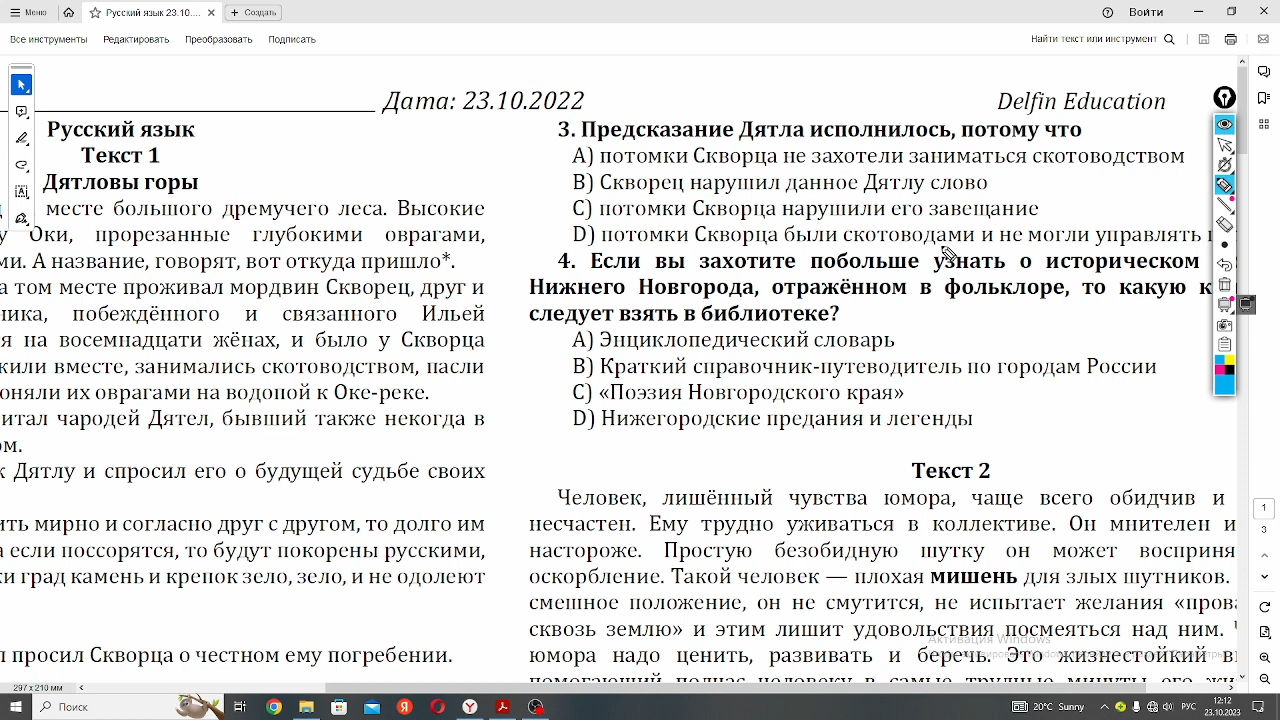 Меню
Русский язык 23.10....
Создать
Войти
Все инструменты
Редактировать
Преобразовать
Подписать
Найти текст или инструмент
Дата: 23.10.2022
Delfin Education
Русский язык
Текст 1
Дятловы горы
месте большого дремучего леса. Высокие
Оки, прорезанные глубокими оврагами,
ми. А название, говорят, вот откуда пришло*.
а том месте проживал мордвин Скворец, друг и
ника, побеждённого и связанного Ильей
я на восемнадцати жёнах, и было у Скворца
жили вместе, занимались скотоводством, пасли
оняли их оврагами на водопой к Оке-реке.
итал чародей Дятел, бывший также некогда в
ом.
к Дятлу и спросил его о будущей судьбе своих
ить мирно и согласно друг с другом, то долго им
а если поссорятся, то будут покорены русскими,
ки град камень и крепок зело, зело, и не одолеют
л просил Скворца о честном ему погребении.
3. Предсказание Дятла исполнилось, потому что
A) потомки Скворца не захотели заниматься скотоводством
B) Скворец нарушил данное Дятлу слово
C) потомки Скворца нарушили его завещание
D) потомки Скворца были скотоводами и не могли управлять
4. Если вы захотите побольше узнать о историческом
Нижнего Новгорода, отражённом в фольклоре, то какую к
следует взять в библиотеке?
A) Энциклопедический словарь
B) Краткий справочник-путеводитель по городам России
C) «Поэзия Новгородского края»
D) Нижегородские предания и легенды
Текст 2
Человек, лишённый чувства юмора, чаще всего обидчив и
несчастен. Ему трудно уживаться в коллективе. Он мнителен и
настороже. Простую безобидную шутку он может восприня
оскорбление. Такой человек — плохая мишень для злых шутников.
смешное положение, он не смутится, не испытает желания «пров
сквозь землю» и этим лишит удовольствия посмеяться над ним.
юмора надо ценить, развивать и беречь. Это жизнестойкий в
Активация Windows
1
3
297 x 210 мм
Поиск
20°C Sunny
РУС
12:12
23.10.2023